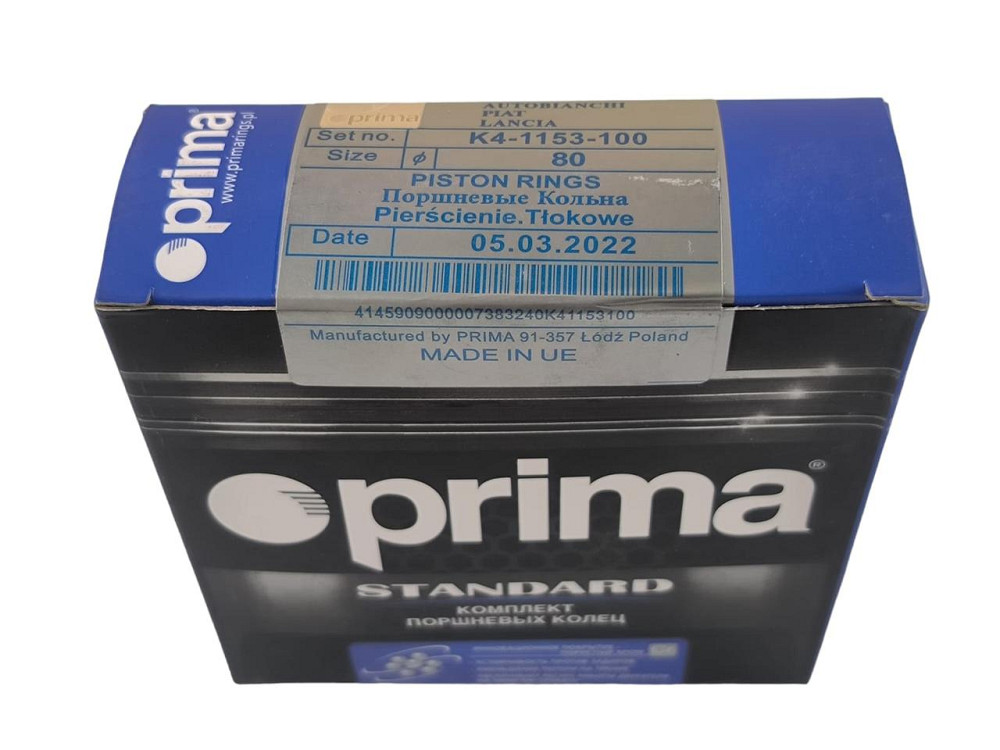 prima®
www.primarings.pl
prima
AUTOBIANCHI
PIAT
LANCIA
Set no. K4-1153-100
Size ø 80
PISTON RINGS
Поршневые Кольна
Pierścienie.Tłokowe
Date 05.03.2022
4145909000007383240K41153100
Manufactured by PRIMA 91-357 Łódź Poland
MADE IN UE
prima®
STANDARD
КОМПЛЕКТ
ПОРШНЕВЫХ КОЛЕЦ